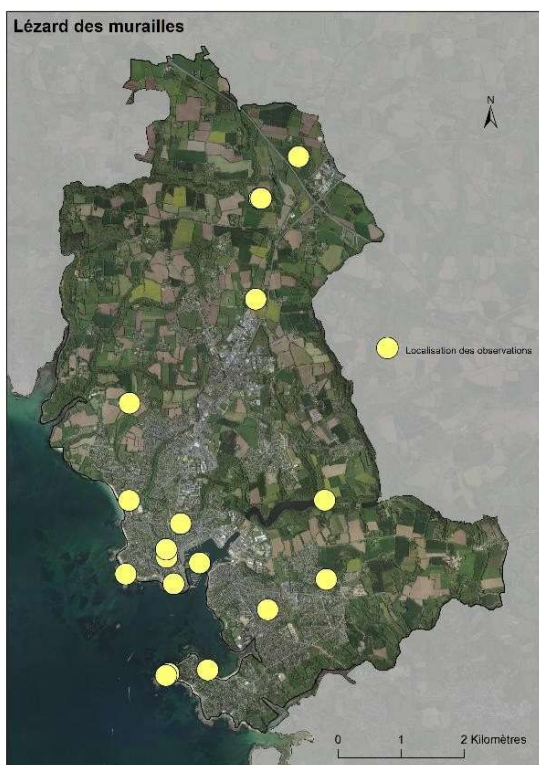 Lézard des murailles
N
Localisation des observations
0 1 2 Kilomètres